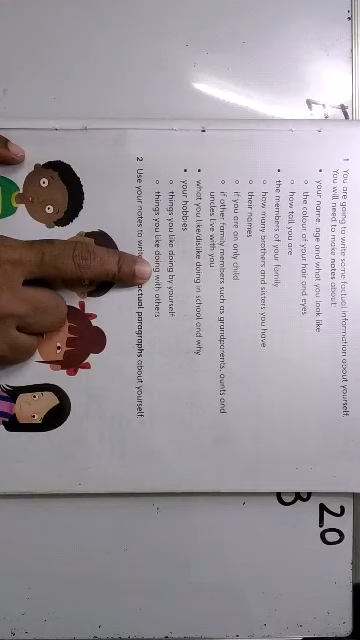 1 You are going to write some factual information about yourself.
You will need to make notes about:
• your name, age and what you look like
o the colour of your hair and eyes
o how tall you are
• the members of your family
o how many brothers and sisters you have
o their names
o if you are an only child
o if other family members such as grandparents, aunts and
uncles live with you
• what you like/dislike doing in school and why
• your hobbies
o things you like doing by yourself
o things you like doing with others
2 Use your notes to write factual paragraphs about yourself.
20